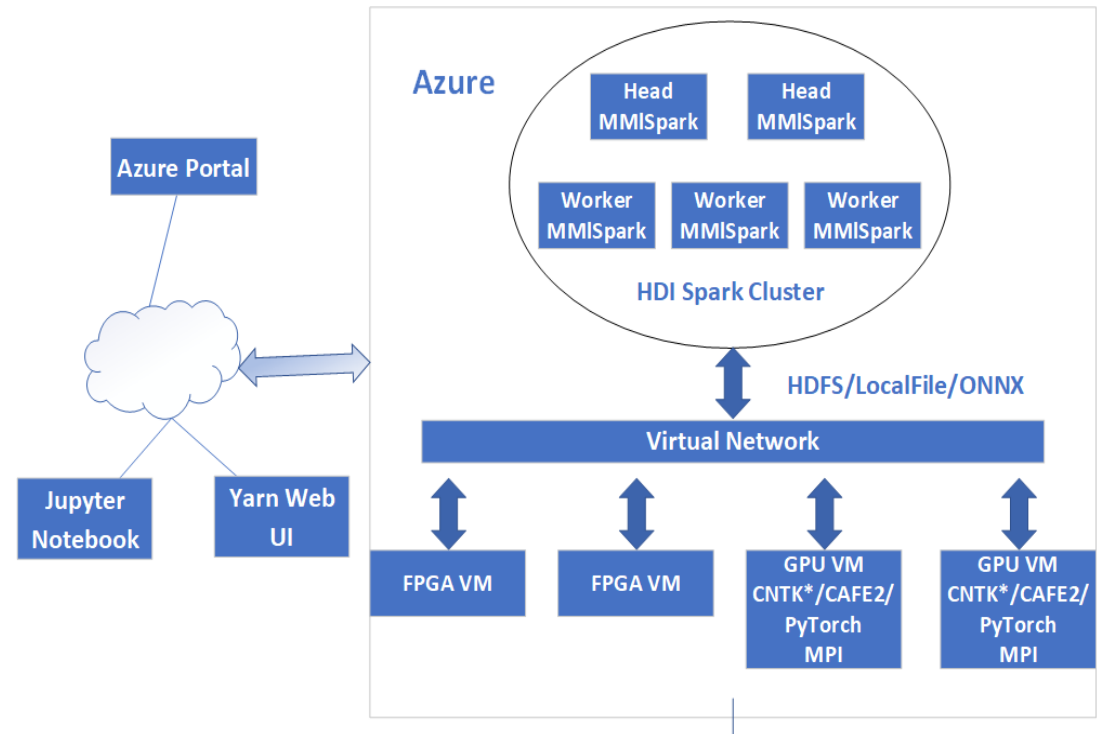 Azure
Head
MMlSpark
Head
MMlSpark
Azure Portal
Worker
MMlSpark
Worker
MMlSpark
Worker
MMlSpark
HDI Spark Cluster
HDFS/LocalFile/ONNX
Virtual Network
Jupyter
Notebook
Yarn Web
UI
FPGA VM
FPGA VM
GPU VM
CNTK*/CAFE2/
PyTorch
MPI
GPU VM
CNTK*/CAFE2/
PyTorch
MPI